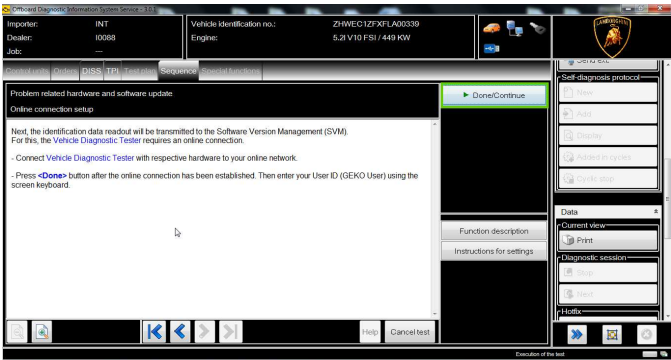 Offboard Diagnostic Information System Service - 3.0.1
Importer: INT
Dealer: I0088
Job: ---
Vehicle identification no.: ZHWEC1ZFXFLA00339
Engine: 5.2l V10 FSI / 449 KW
LAMBORGHINI
Control units Orders DISS TPI Test plan Sequence Special functions
Problem related hardware and software update
Online connection setup
Done/Continue
Next, the identification data readout will be transmitted to the Software Version Management (SVM).
For this, the Vehicle Diagnostic Tester requires an online connection.
- Connect Vehicle Diagnostic Tester with respective hardware to your online network.
- Press <Done> button after the online connection has been established. Then enter your User ID (GEKO User) using the
screen keyboard.
Function description
Instructions for settings
Help
Cancel test
Send ext.
Self-diagnosis protocol
New
Add
Display
Added in cycles
Cyclic stop
Data
Current view
Print
Diagnostic session
Stop
Next
Hotfix
Execution of the test